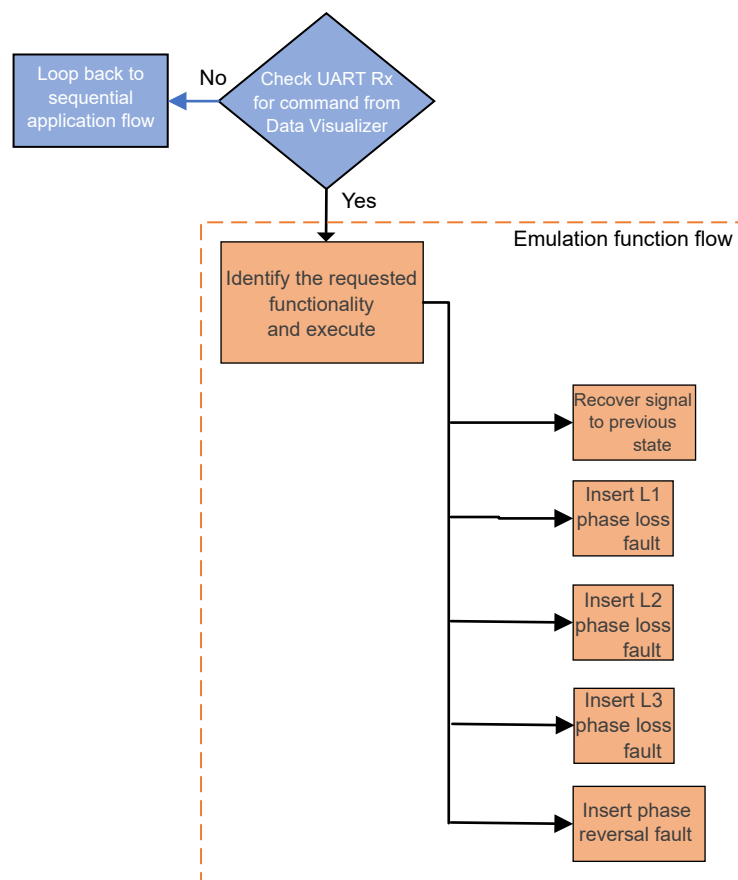 Loop back to
sequential
application flow
No
Check UART Rx
for command from
Data Visualizer
Yes
Emulation function flow
Identify the requested
functionality
and execute
Recover signal
to previous
state
Insert L1
phase loss
fault
Insert L2
phase loss
fault
Insert L3
phase loss
fault
Insert phase
reversal fault